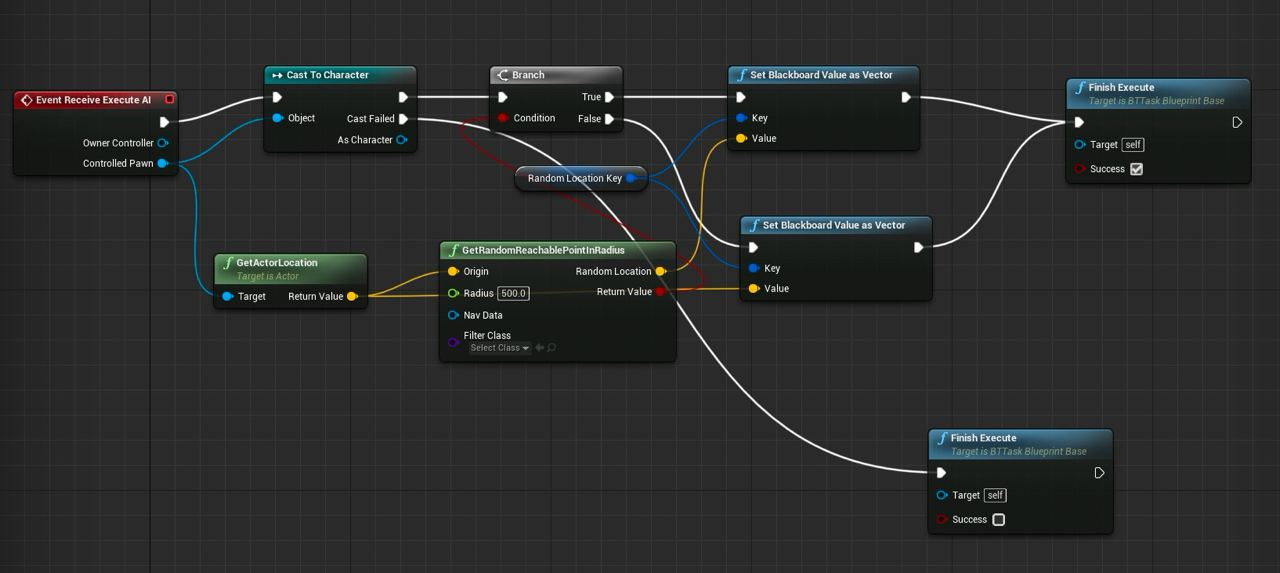 Event Receive Execute AI
Owner Controller
Controlled Pawn
Cast To Character
Object
Cast Failed
As Character
Branch
Condition
True
False
Random Location Key
Set Blackboard Value as Vector
Key
Value
Finish Execute
Target is BTTask Blueprint Base
Target self
Success
GetActorLocation
Target is Actor
Target Return Value
GetRandomReachablePointInRadius
Origin Random Location
Radius 500.0 Return Value
Nav Data
Filter Class
Select Class
Set Blackboard Value as Vector
Key
Value
Finish Execute
Target is BTTask Blueprint Base
Target self
Success